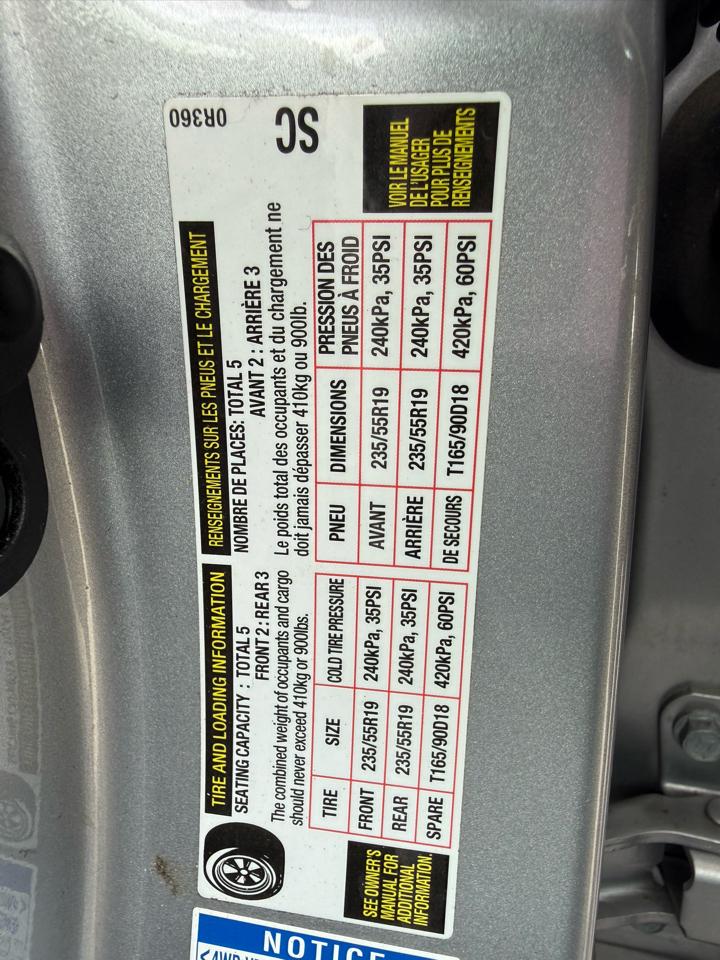 TIRE AND LOADING INFORMATION
SEATING CAPACITY : TOTAL 5
FRONT 2 : REAR 3
The combined weight of occupants and cargo
should never exceed 410kg or 900lbs.
TIRE SIZE COLD TIRE PRESSURE
FRONT 235/55R19 240kPa, 35PSI
REAR 235/55R19 240kPa, 35PSI
SPARE T165/90D18 420kPa, 60PSI
SEE OWNER'S
MANUAL FOR
ADDITIONAL
INFORMATION.
RENSEIGNEMENTS SUR LES PNEUS ET LE CHARGEMENT
NOMBRE DE PLACES: TOTAL 5
AVANT 2 : ARRIÈRE 3
Le poids total des occupants et du chargement ne
doit jamais dépasser 410kg ou 900lb.
PNEU DIMENSIONS PRESSION DES
PNEUS À FROID
AVANT 235/55R19 240kPa, 35PSI
ARRIÈRE 235/55R19 240kPa, 35PSI
DE SECOURS T165/90D18 420kPa, 60PSI
0R360
SC
VOIR LE MANUEL
DE L'USAGER
POUR PLUS DE
RENSEIGNEMENTS
NOTICE